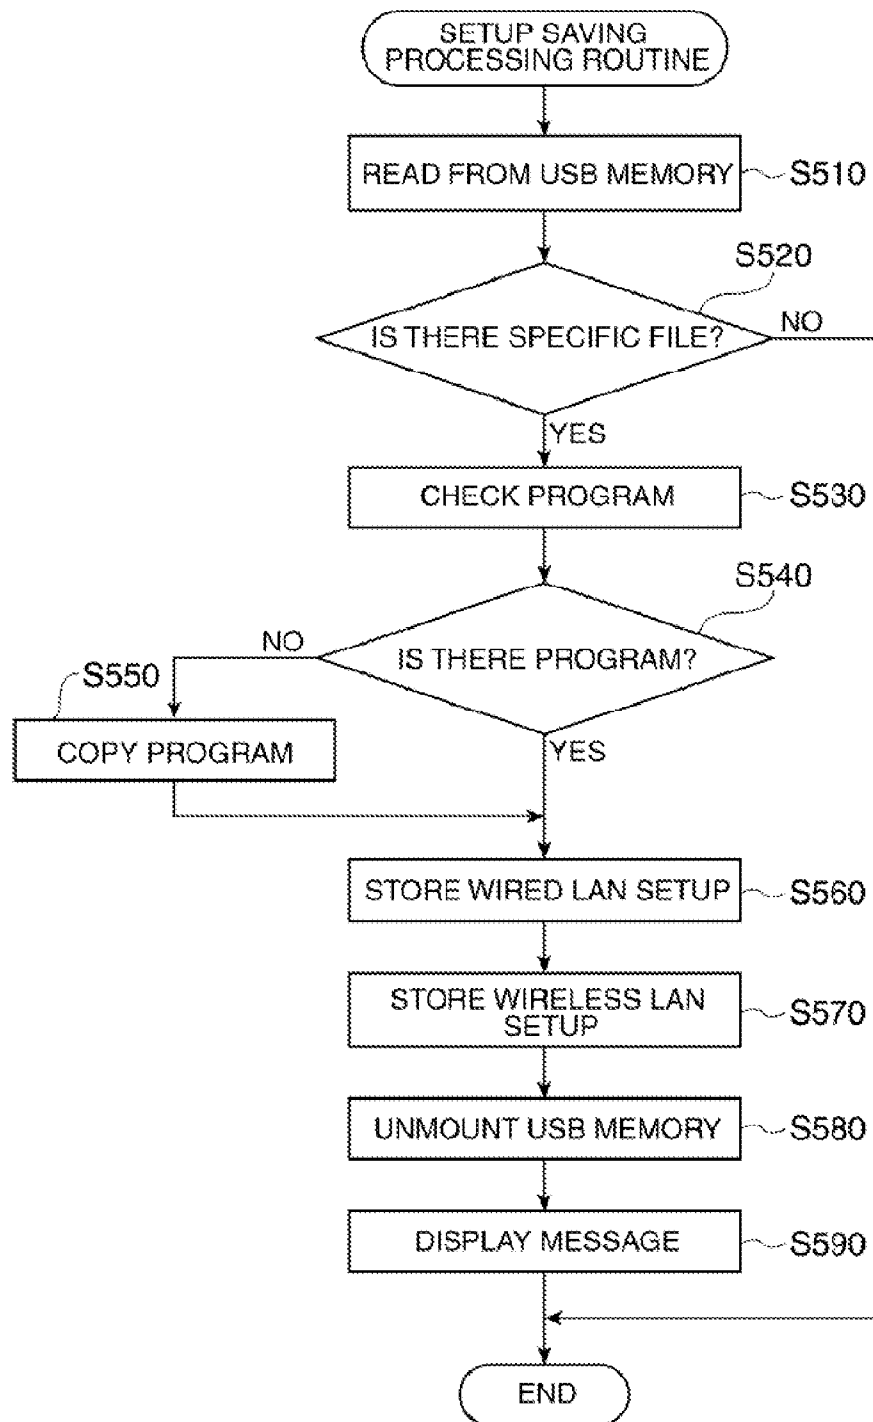 SETUP SAVING
PROCESSING ROUTINE
READ FROM USB MEMORY
S510
S520
IS THERE SPECIFIC FILE?
NO
YES
CHECK PROGRAM
S530
S540
NO
IS THERE PROGRAM?
S550
COPY PROGRAM
YES
STORE WIRED LAN SETUP
S560
STORE WIRELESS LAN
SETUP
S570
UNMOUNT USB MEMORY
S580
DISPLAY MESSAGE
S590
END